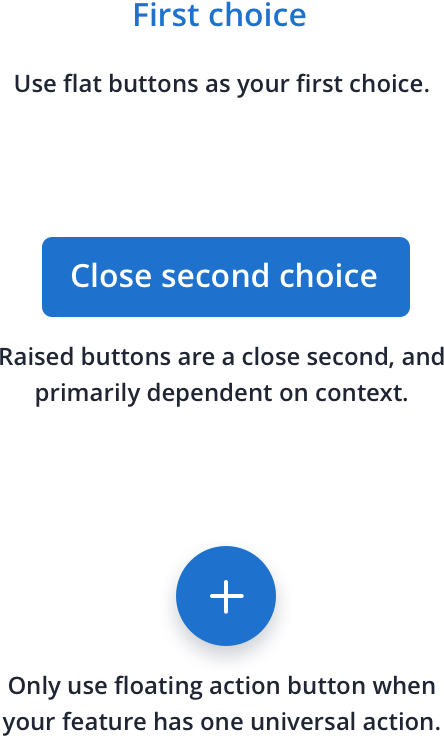 First choice
Use flat buttons as your first choice.
Close second choice
Raised buttons are a close second, and
primarily dependent on context.
Only use floating action button when
your feature has one universal action.